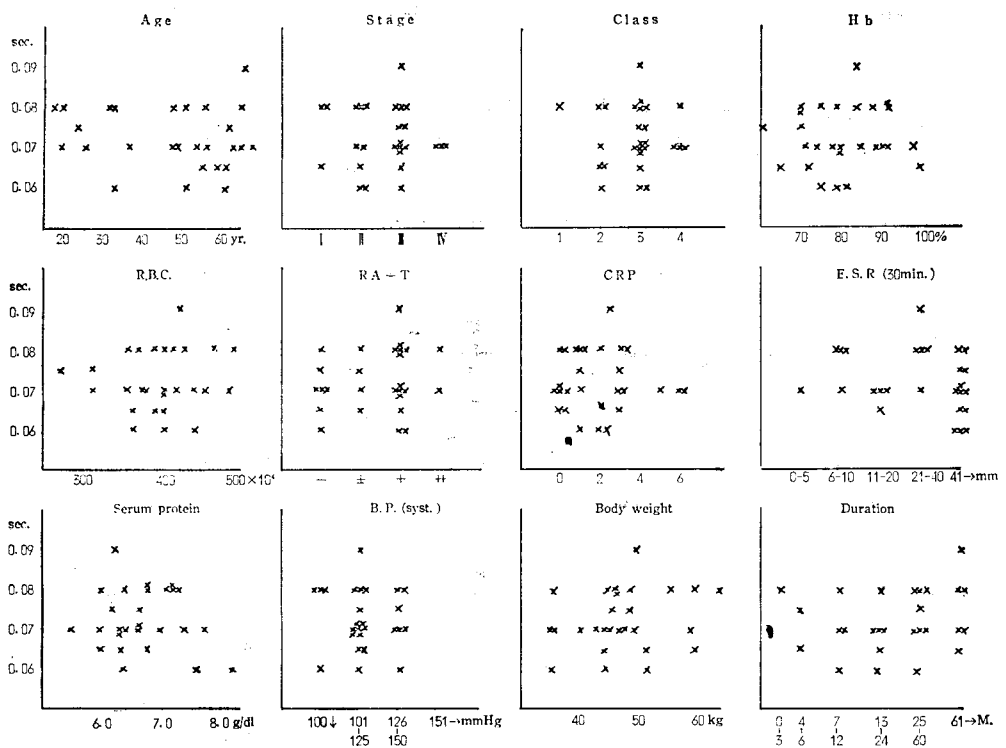 Age Stage Class Hb
sec.
0.09
0.08
0.07
0.06
20 30 40 50 60 yr. I II III IV 1 2 3 4 70 80 90 100%
R.B.C. RA-T CRP E.S.R (30min.)
sec.
0.09
0.08
0.07
0.06
300 400 500×10⁴ − ± + ++ 0 2 4 6 0-5 6-10 11-20 21-40 41→mm
Serum protein B.P. (syst.) Body weight Duration
sec.
0.09
0.08
0.07
0.06
6.0 7.0 8.0 g/dl 100↓ 101 126 151→mmHg 40 50 60 kg 0 4 7 13 25 61→M.
125 150 3 6 12 24 60